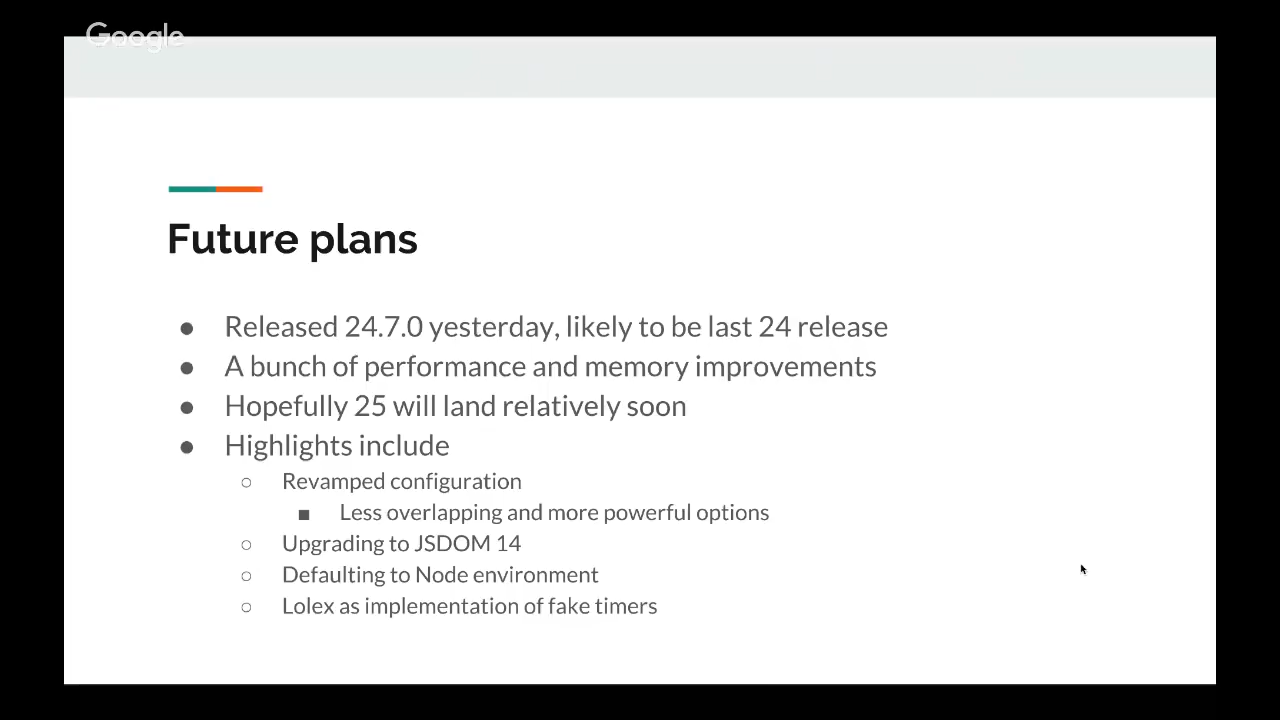 Google
Future plans
● Released 24.7.0 yesterday, likely to be last 24 release
● A bunch of performance and memory improvements
● Hopefully 25 will land relatively soon
● Highlights include
○ Revamped configuration
■ Less overlapping and more powerful options
○ Upgrading to JSDOM 14
○ Defaulting to Node environment
○ Lolex as implementation of fake timers